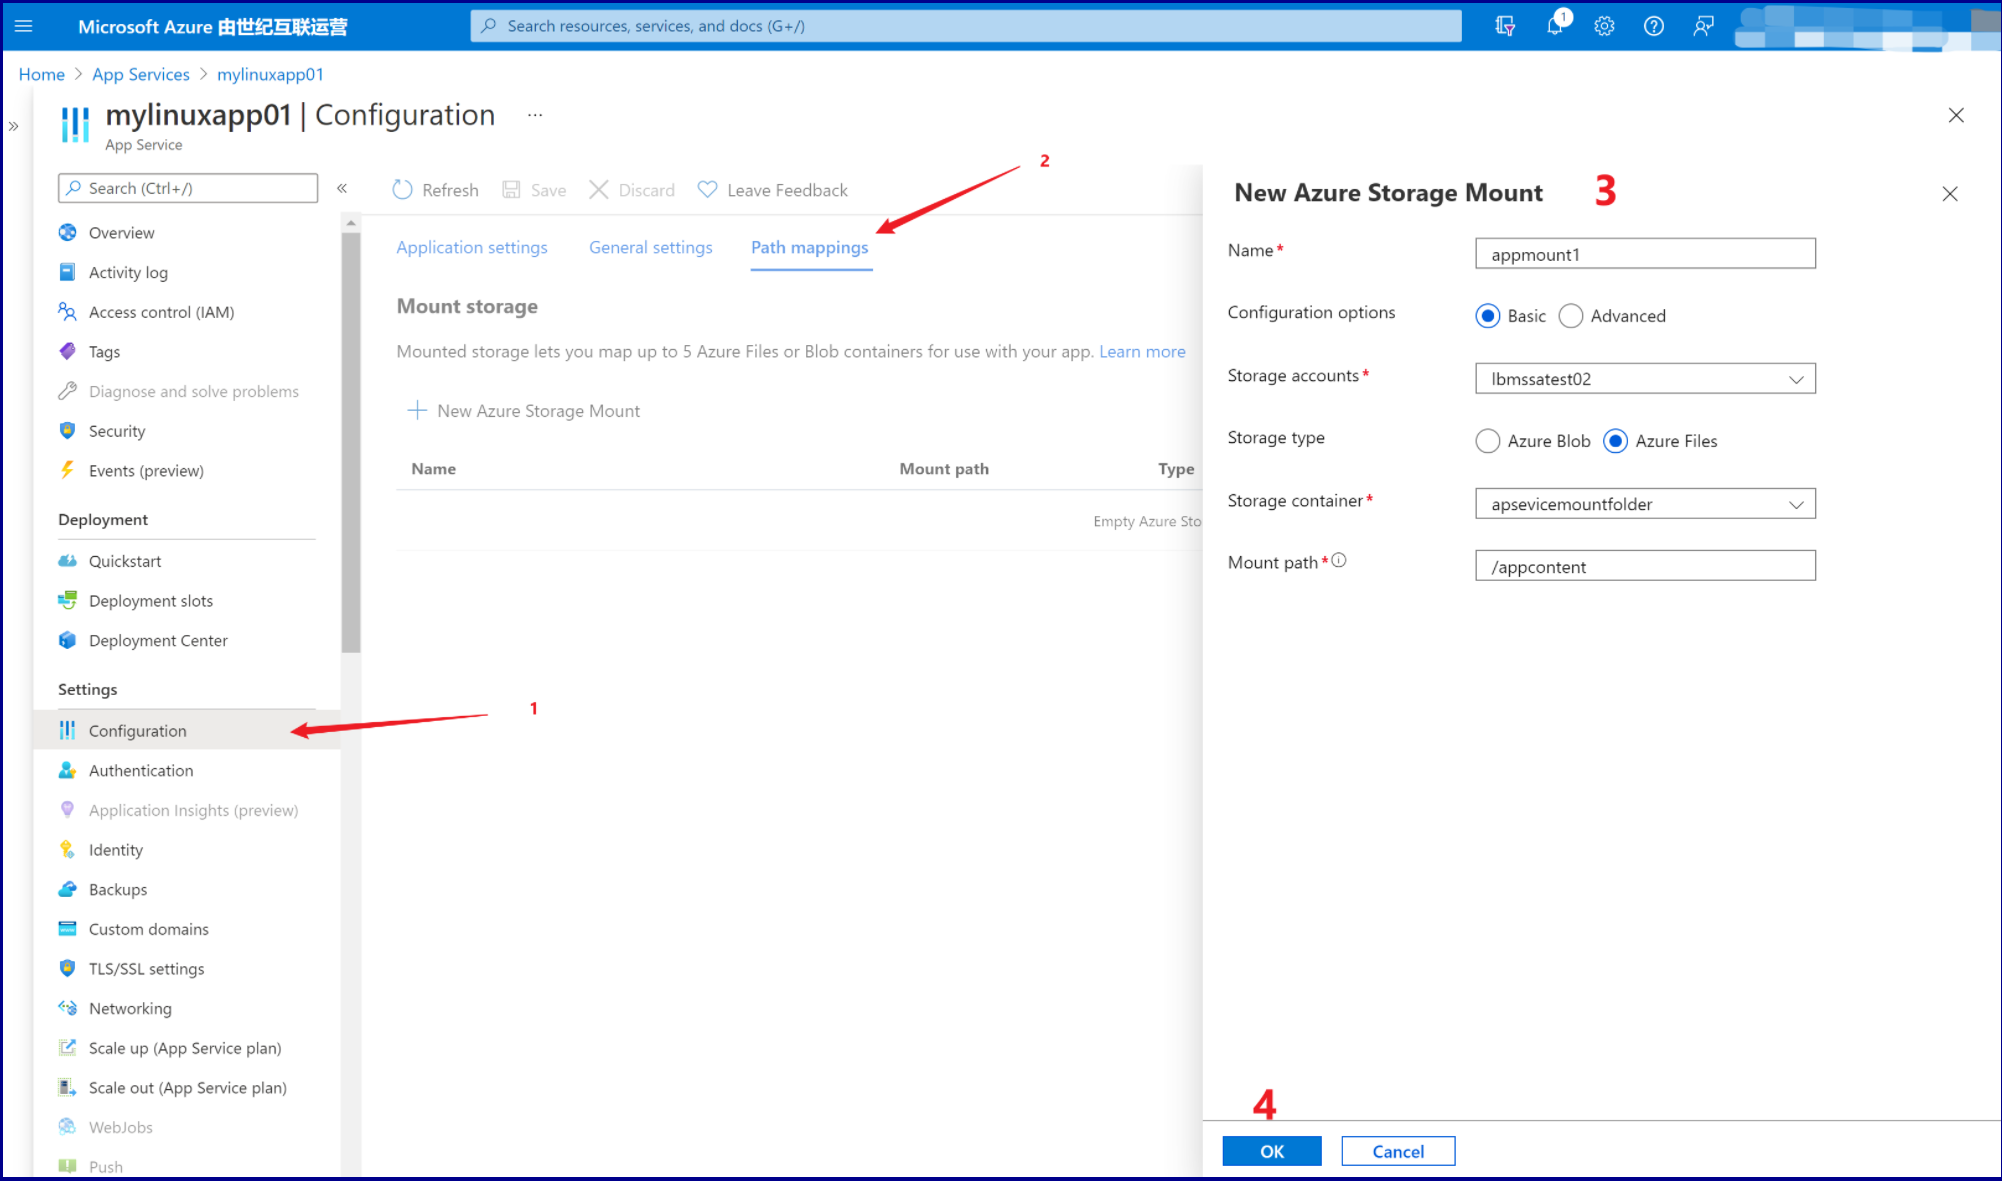 Microsoft Azure 由世纪互联运营
Search resources, services, and docs (G+/)
1
Home > App Services > mylinuxapp01
mylinuxapp01 | Configuration ...
App Service
Search (Ctrl+/)
Overview
Activity log
Access control (IAM)
Tags
Diagnose and solve problems
Security
Events (preview)
Deployment
Quickstart
Deployment slots
Deployment Center
Settings
Configuration
Authentication
Application Insights (preview)
Identity
Backups
Custom domains
TLS/SSL settings
Networking
Scale up (App Service plan)
Scale out (App Service plan)
WebJobs
Push
1
Refresh Save Discard Leave Feedback
2
Application settings General settings Path mappings
Mount storage
Mounted storage lets you map up to 5 Azure Files or Blob containers for use with your app. Learn more
New Azure Storage Mount
Name Mount path Type
Empty Azure Sto
New Azure Storage Mount 3
Name* appmount1
Configuration options Basic Advanced
Storage accounts* lbmssatest02
Storage type Azure Blob Azure Files
Storage container* apsevicemountfolder
Mount path* /appcontent
4
OK Cancel